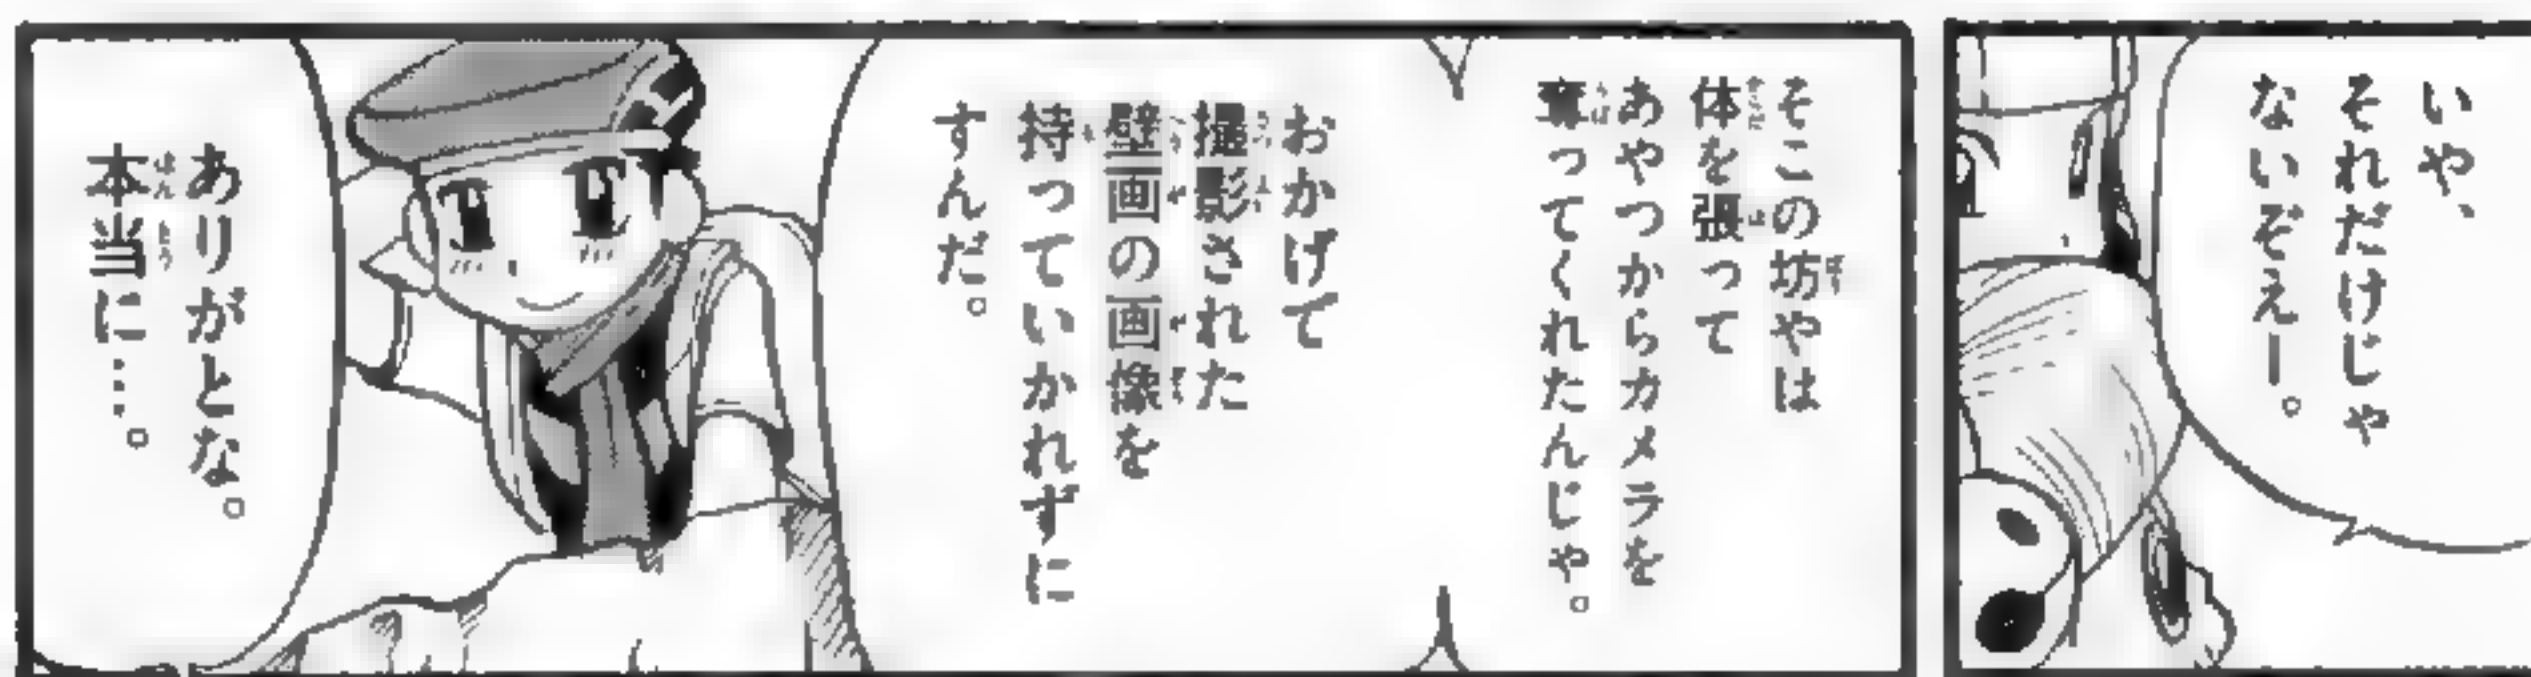 いや、
それだけじゃ
ないぞえー。
そこの坊やは
体を張って
あやつからカメラを
奪ってくれたんじゃ。
おかげて
撮影された
壁画の画像を
持っていかれずに
すんだ。
ありがとな。
本当に…。